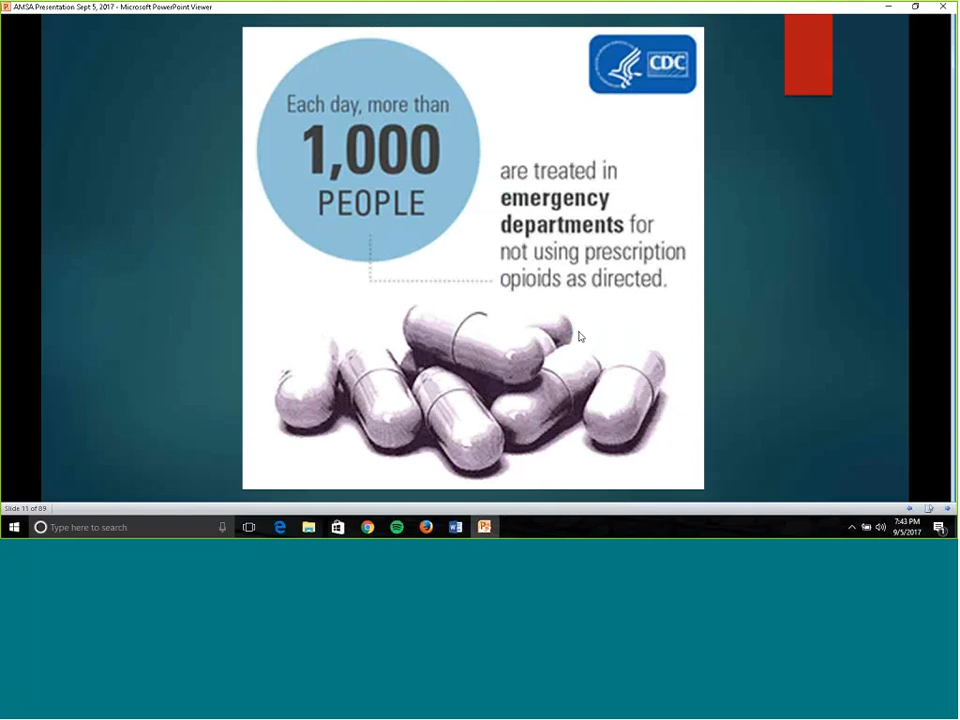 AMSA Presentation Sept 5, 2017 - Microsoft PowerPoint Viewer
Each day, more than
1,000
PEOPLE
CDC
are treated in
emergency
departments for
not using prescription
opioids as directed.
Slide 11 of 89
Type here to search
7:43 PM
9/5/2017